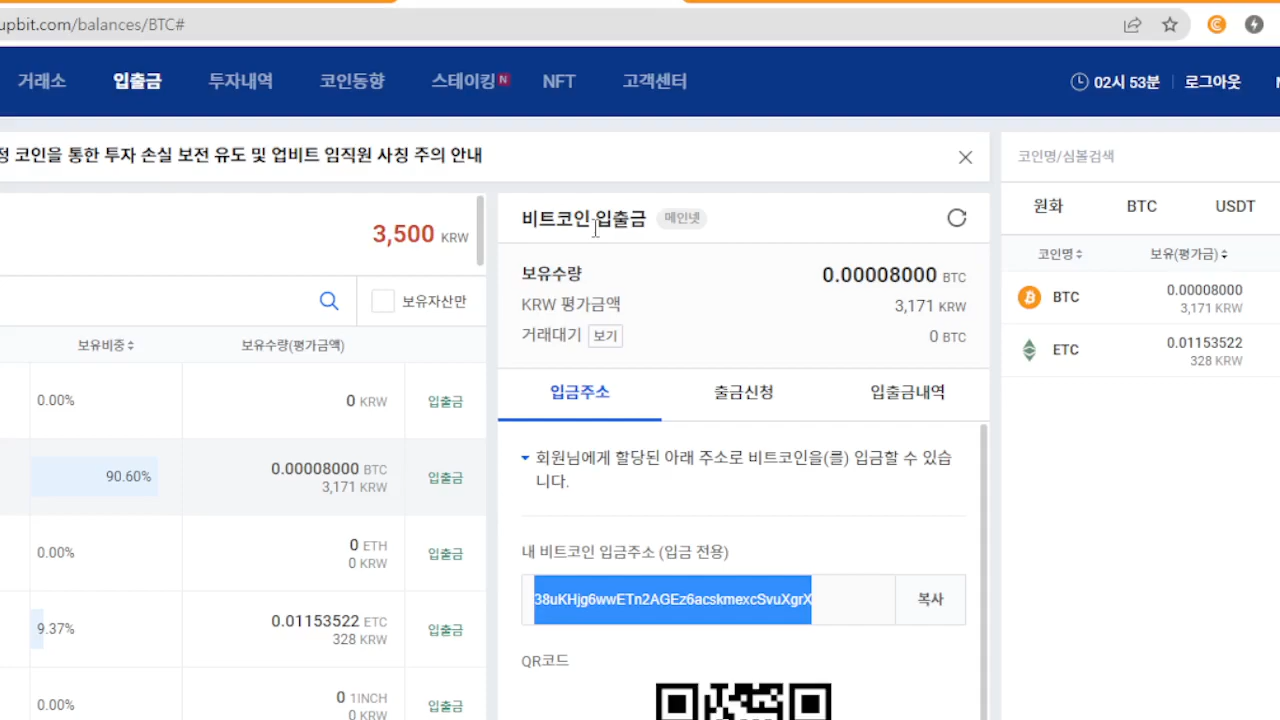 upbit.com/balances/BTC#
거래소 입출금 투자내역 코인동향 스테이킹 N NFT 고객센터 02시 53분 로그아웃
정 코인을 통한 투자 손실 보전 유도 및 업비트 임직원 사칭 주의 안내
3,500 KRW
보유자산만
보유비중 보유수량(평가금액)
0.00% 0 KRW 입출금
90.60% 0.00008000 BTC 입출금
3,171 KRW
0.00% 0 ETH 입출금
0 KRW
9.37% 0.01153522 ETC 입출금
328 KRW
0.00% 0 1INCH 입출금
0 KRW
비트코인 입출금 메인넷
보유수량 0.00008000 BTC
KRW 평가금액 3,171 KRW
거래대기 보기 0 BTC
입금주소 출금신청 입출금내역
회원님에게 할당된 아래 주소로 비트코인을(를) 입금할 수 있습
니다.
내 비트코인 입금주소 (입금 전용)
38uKHjg6wwETn2AGEz6acskmexcSvuXgrX 복사
QR코드
코인명/심볼검색
원화 BTC USDT
코인명 보유(평가금)
BTC 0.00008000
3,171 KRW
ETC 0.01153522
328 KRW